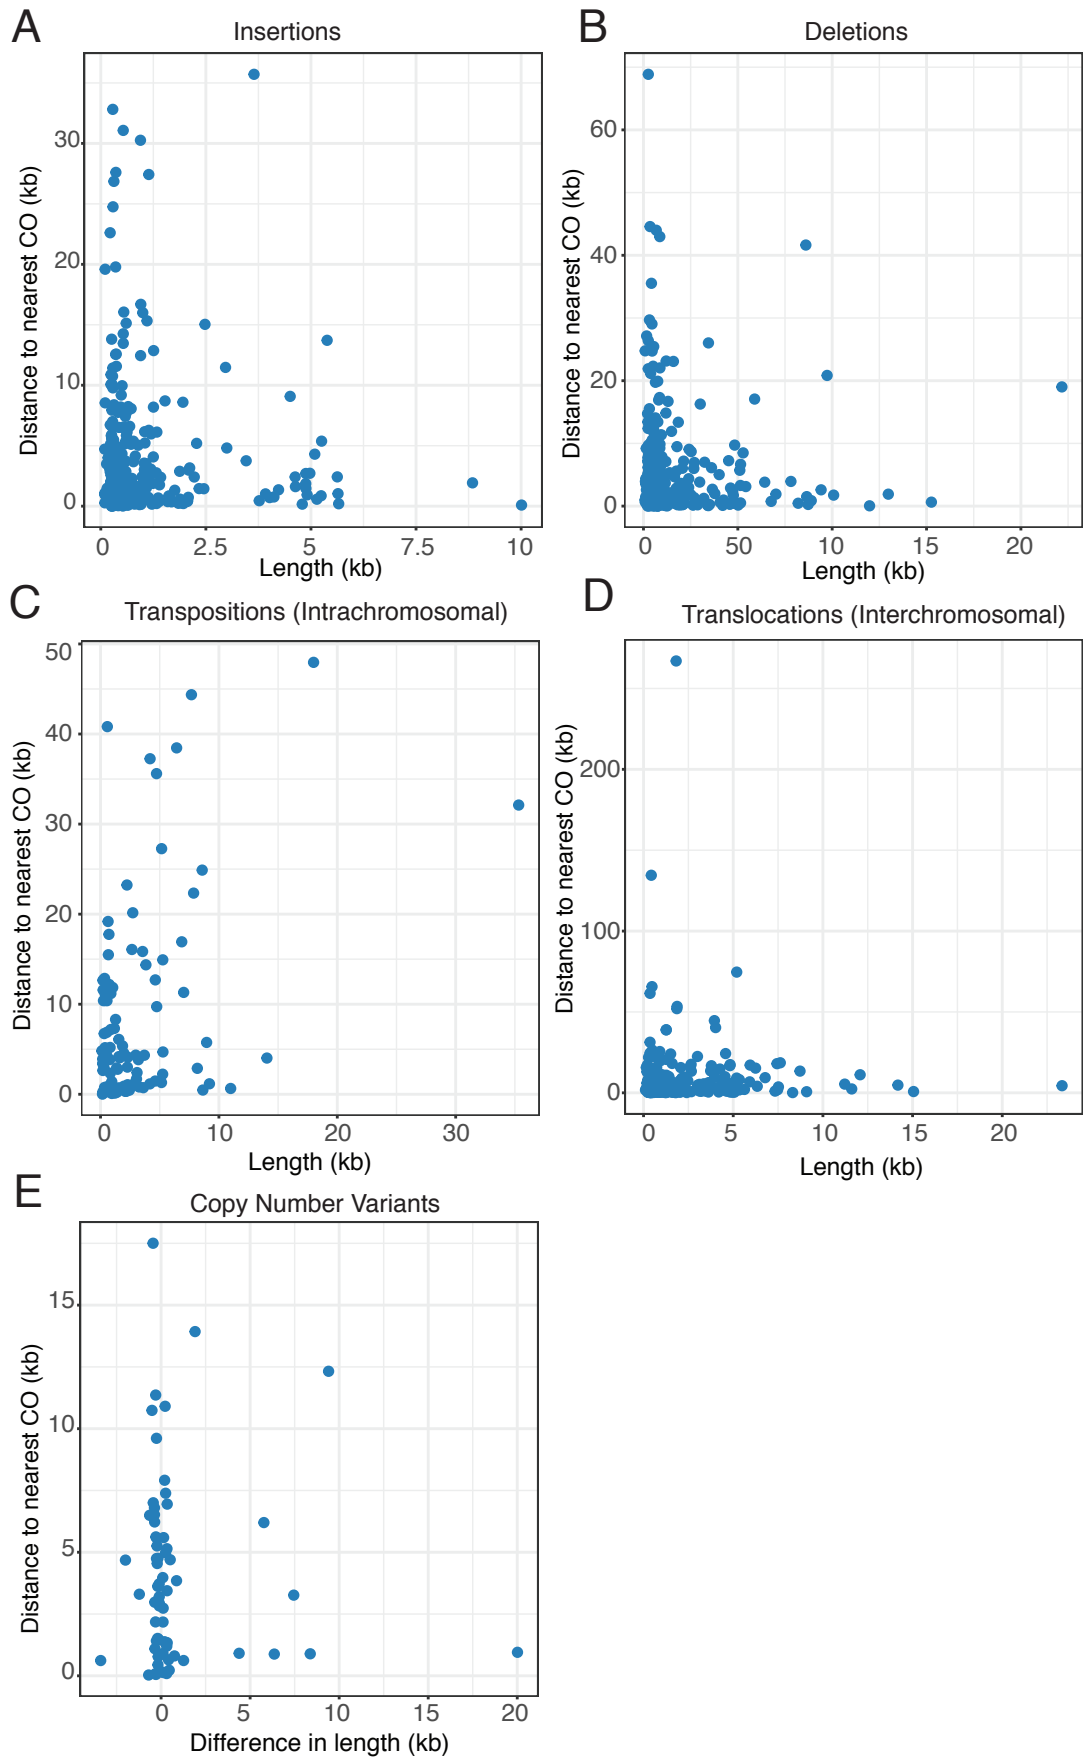 A
Insertions
Distance to nearest CO (kb)
30
20
10
0
0 2.5 5 7.5 10
Length (kb)
B
Deletions
Distance to nearest CO (kb)
60
40
20
0
0 50 10 15 20
Length (kb)
C
Transpositions (Intrachromosomal)
Distance to nearest CO (kb)
50
40
30
20
10
0
0 10 20 30
Length (kb)
D
Translocations (Interchromosomal)
Distance to nearest CO (kb)
200
100
0
0 5 10 15 20
Length (kb)
E
Copy Number Variants
Distance to nearest CO (kb)
15
10
5
0
0 5 10 15 20
Difference in length (kb)